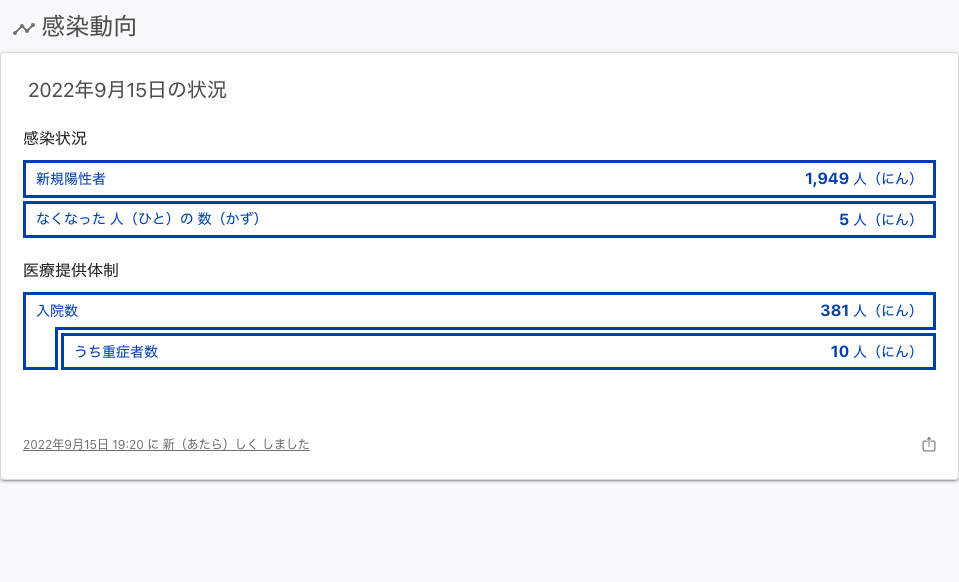 感染動向
2022年9月15日の状況
感染状況
新規陽性者 1,949 人（にん）
なくなった 人（ひと）の 数（かず） 5 人（にん）
医療提供体制
入院数 381 人（にん）
うち重症者数 10 人（にん）
2022年9月15日 19:20 に 新（あたら）しく しました